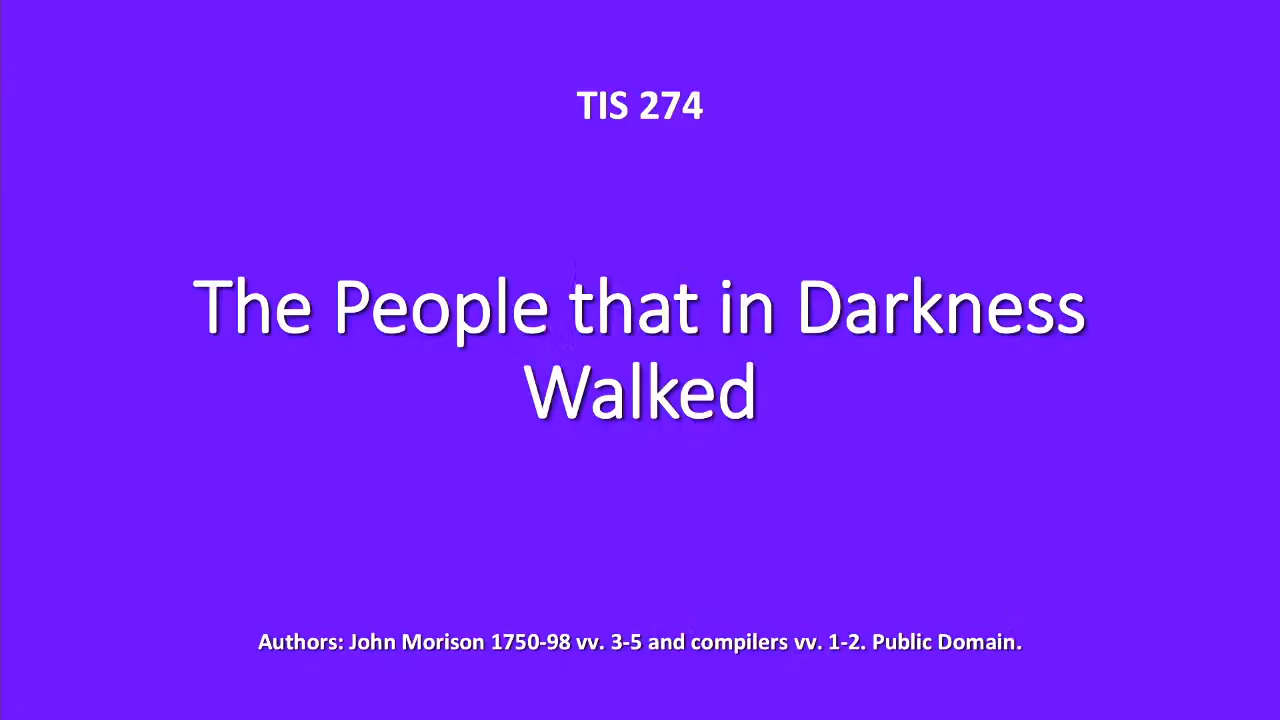 TIS 274
The People that in Darkness
Walked
Authors: John Morison 1750-98 vv. 3-5 and compilers vv. 1-2. Public Domain.